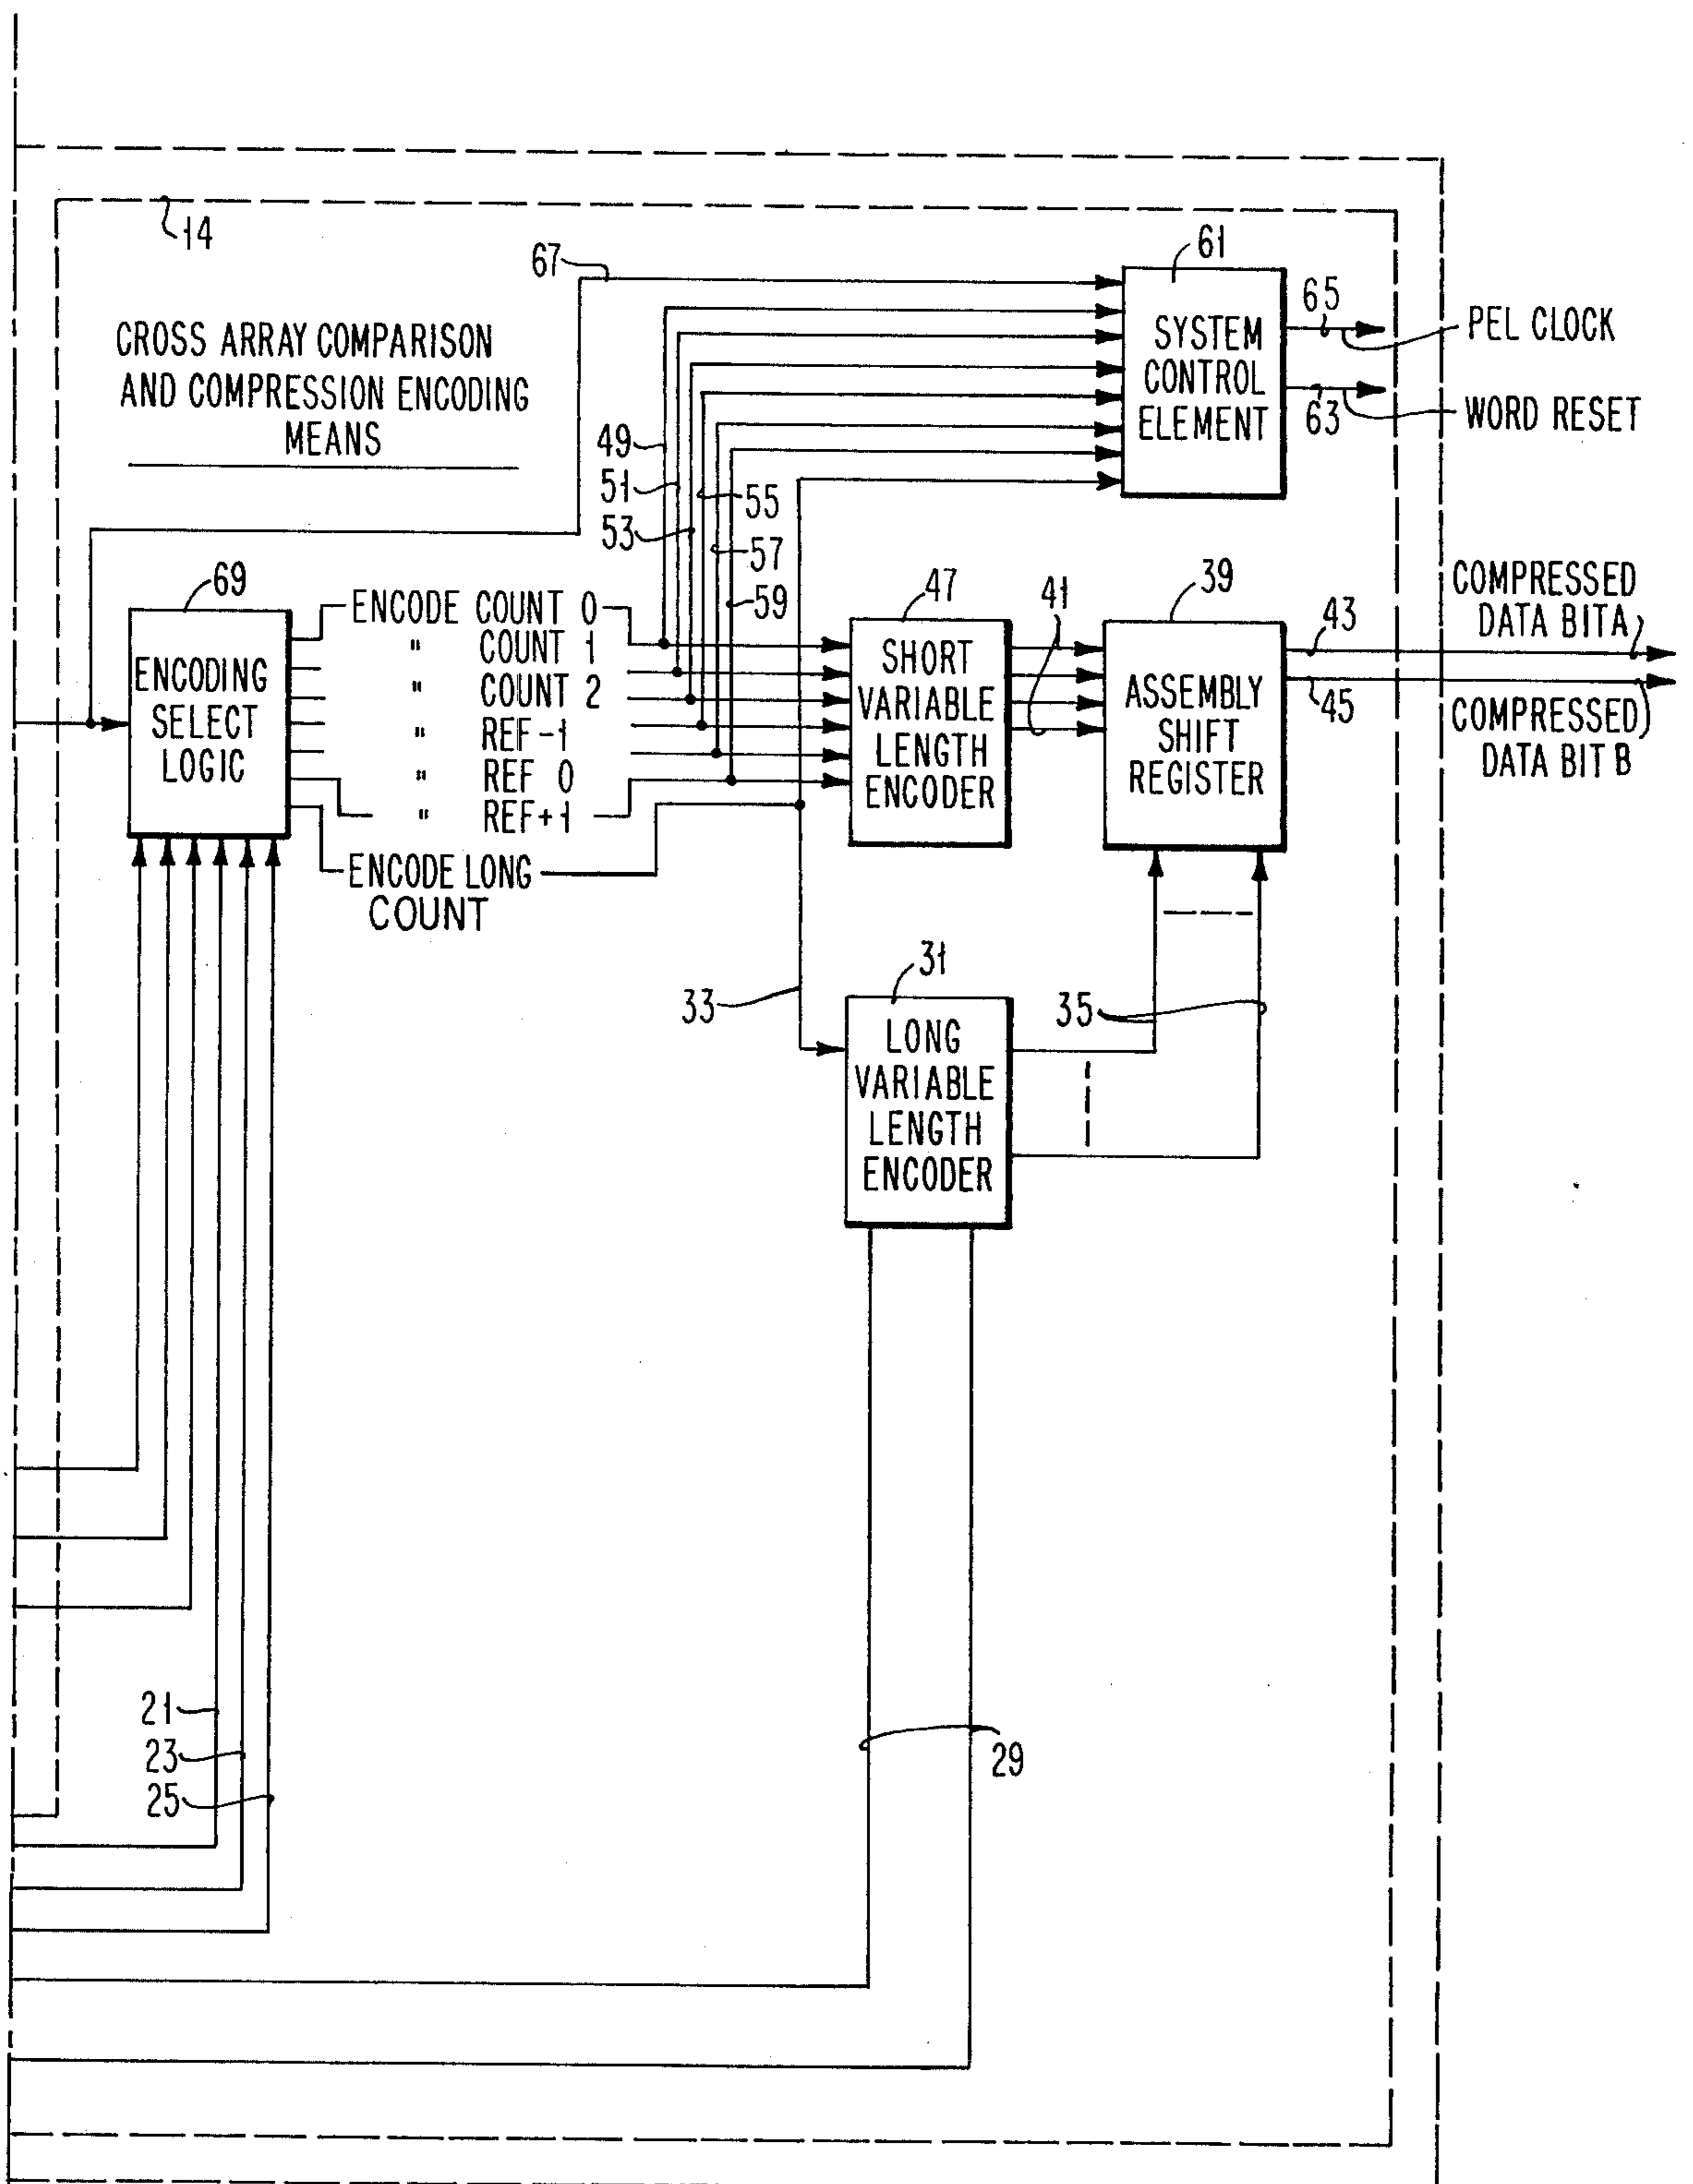 14
CROSS ARRAY COMPARISON
AND COMPRESSION ENCODING
MEANS
67
61
SYSTEM
CONTROL
ELEMENT
65
PEL CLOCK
63
WORD RESET
49
51
53
55
57
59
69
ENCODING
SELECT
LOGIC
ENCODE COUNT 0
" COUNT 1
" COUNT 2
" REF-1
" REF 0
" REF+1
ENCODE LONG
COUNT
47
SHORT
VARIABLE
LENGTH
ENCODER
41
39
ASSEMBLY
SHIFT
REGISTER
43
COMPRESSED
DATA BIT A
45
COMPRESSED
DATA BIT B
33
31
LONG
VARIABLE
LENGTH
ENCODER
35
21
23
25
29